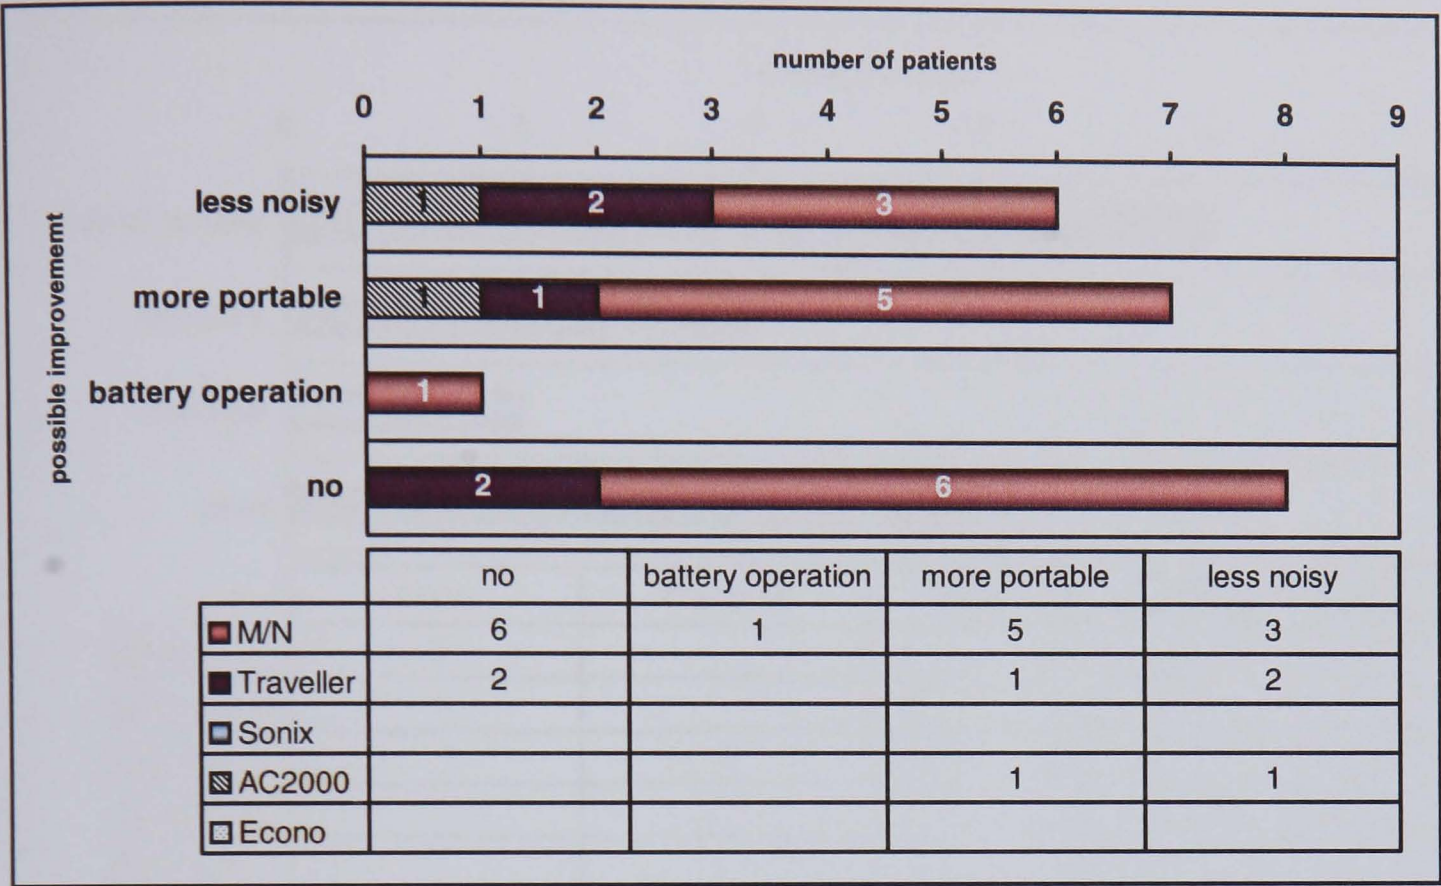 number of patients
0 1 2 3 4 5 6 7 8 9
possible improvememt
less noisy 1 2 3
more portable 1 1 5
battery operation 1
no 2 6
no battery operation more portable less noisy
M/N 6 1 5 3
Traveller 2 1 2
Sonix
AC2000 1 1
Econo